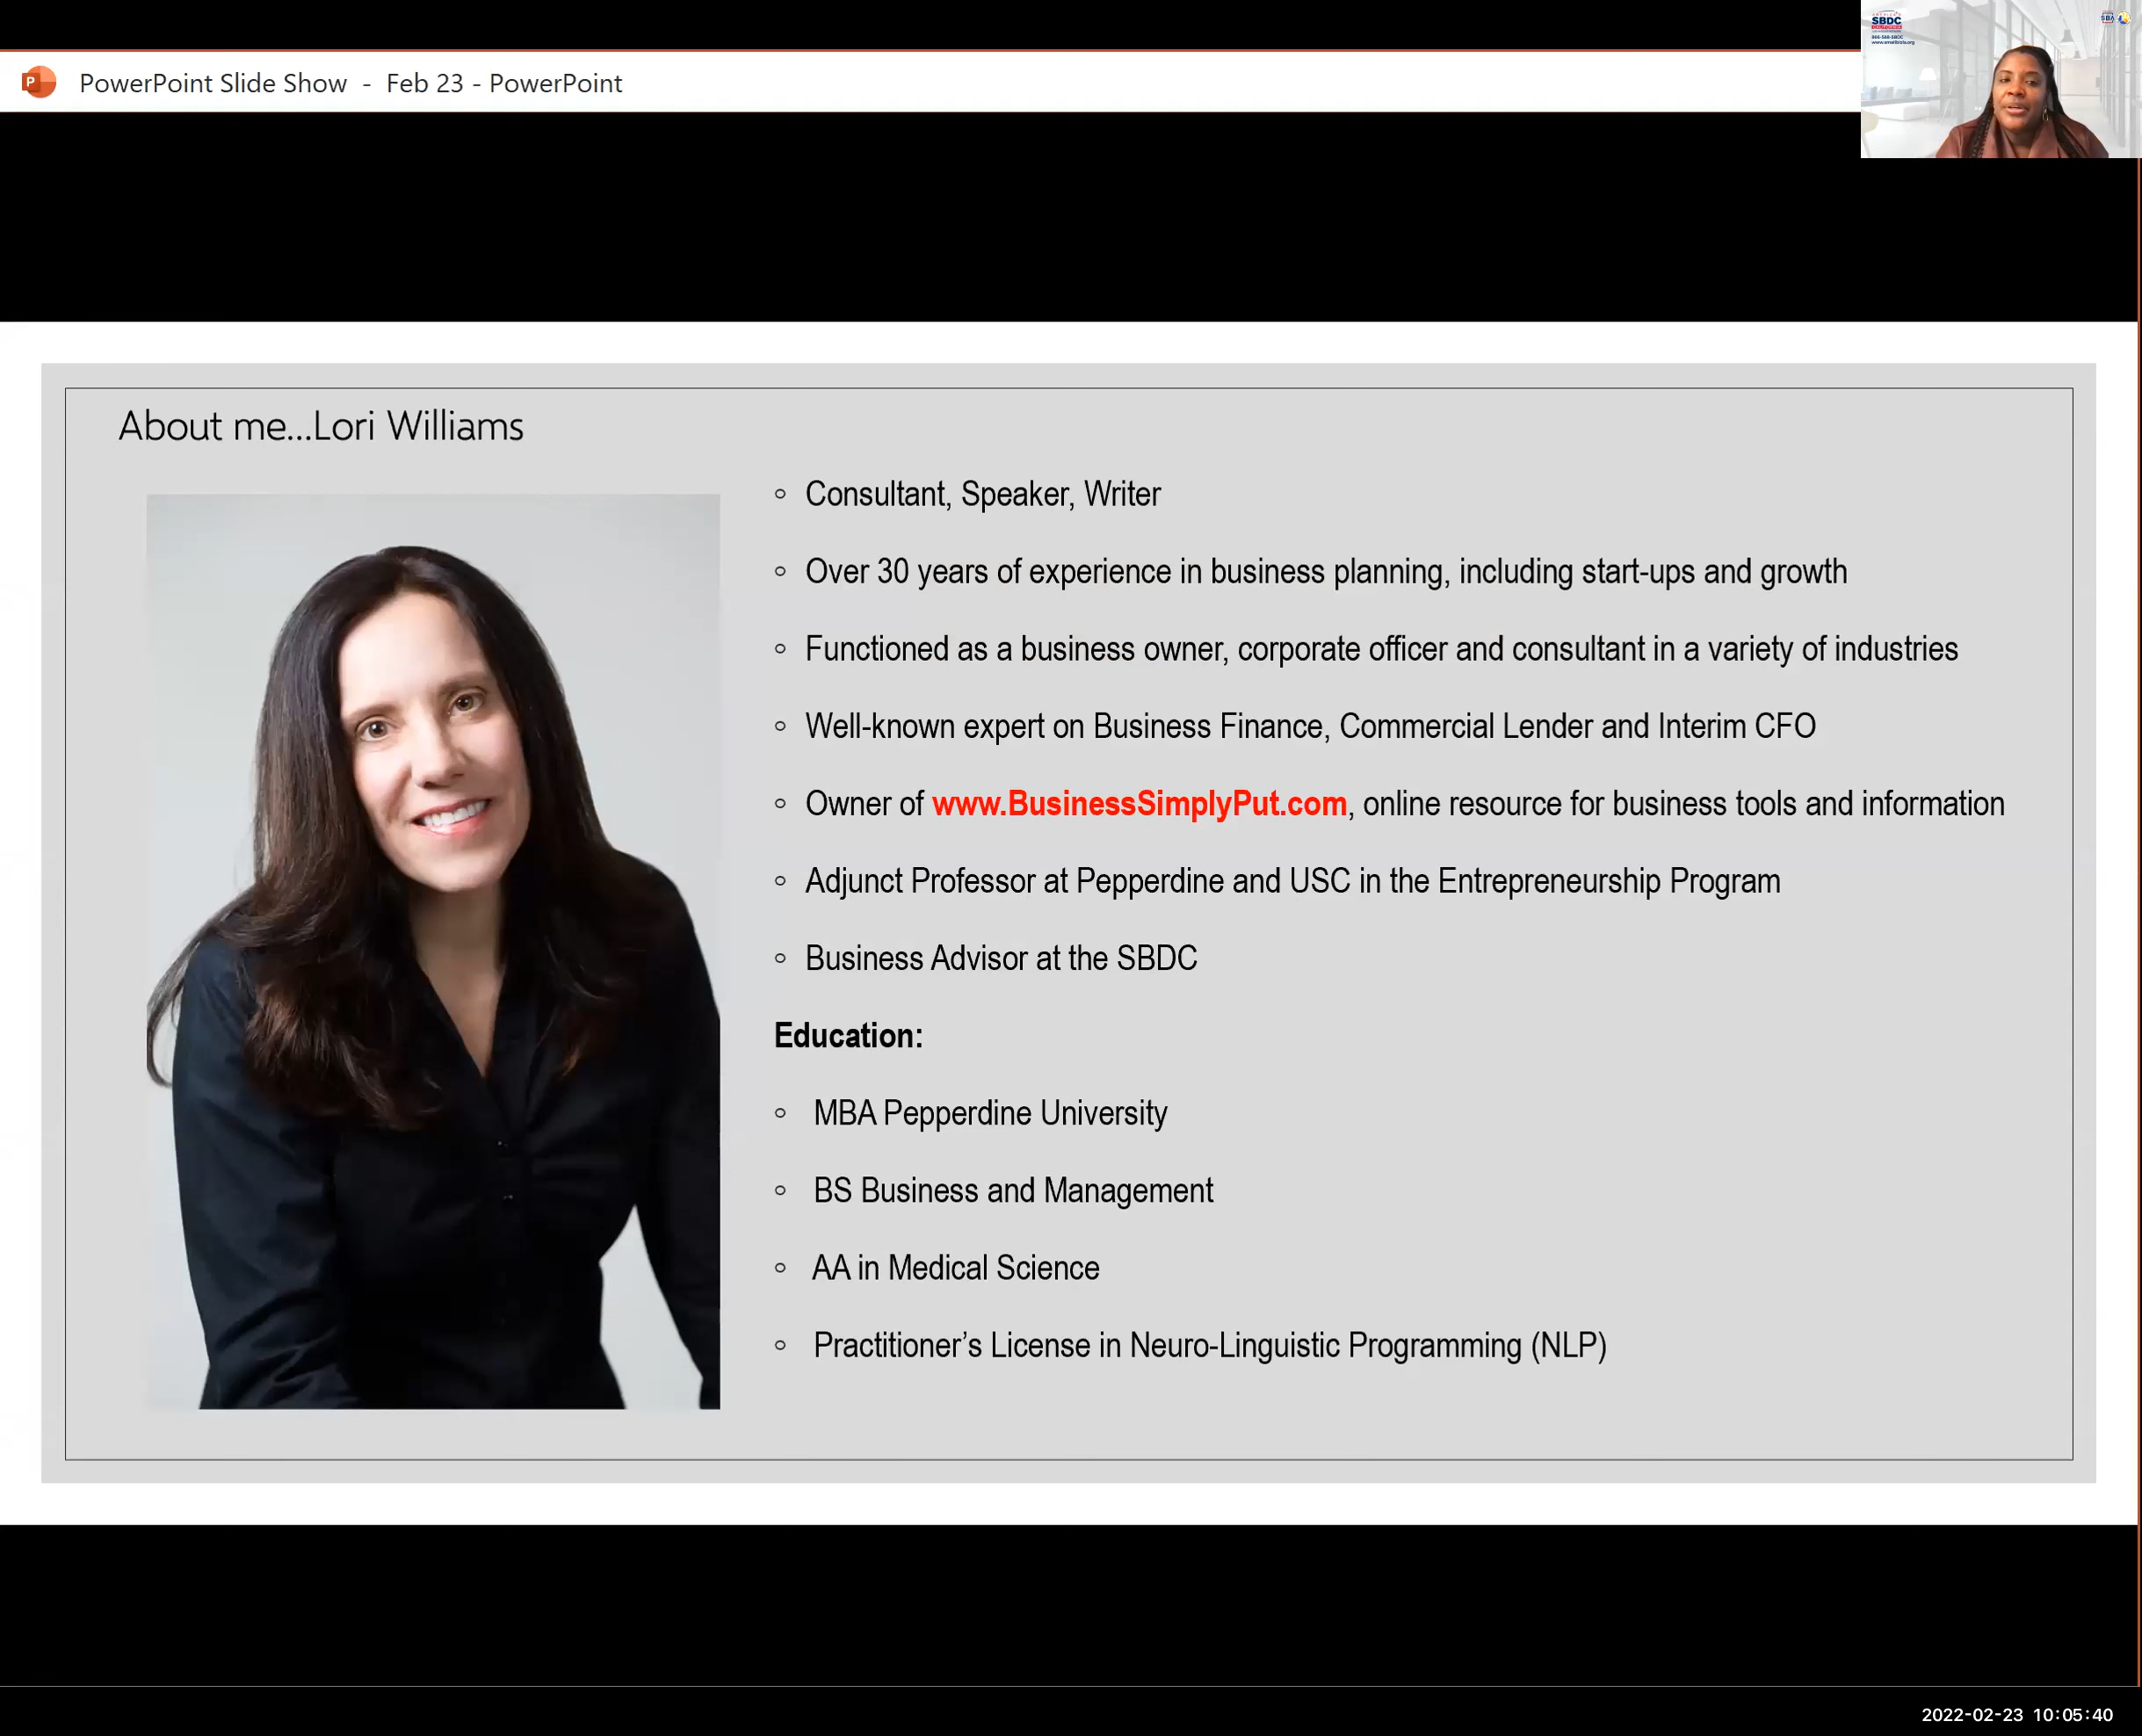 PowerPoint Slide Show - Feb 23 - PowerPoint
SBDC
www.smallbizla.org
SBA
About me...Lori Williams
Consultant, Speaker, Writer
Over 30 years of experience in business planning, including start-ups and growth
Functioned as a business owner, corporate officer and consultant in a variety of industries
Well-known expert on Business Finance, Commercial Lender and Interim CFO
Owner of www.BusinessSimplyPut.com, online resource for business tools and information
Adjunct Professor at Pepperdine and USC in the Entrepreneurship Program
Business Advisor at the SBDC
Education:
MBA Pepperdine University
BS Business and Management
AA in Medical Science
Practitioner’s License in Neuro-Linguistic Programming (NLP)
2022-02-23 10:05:40